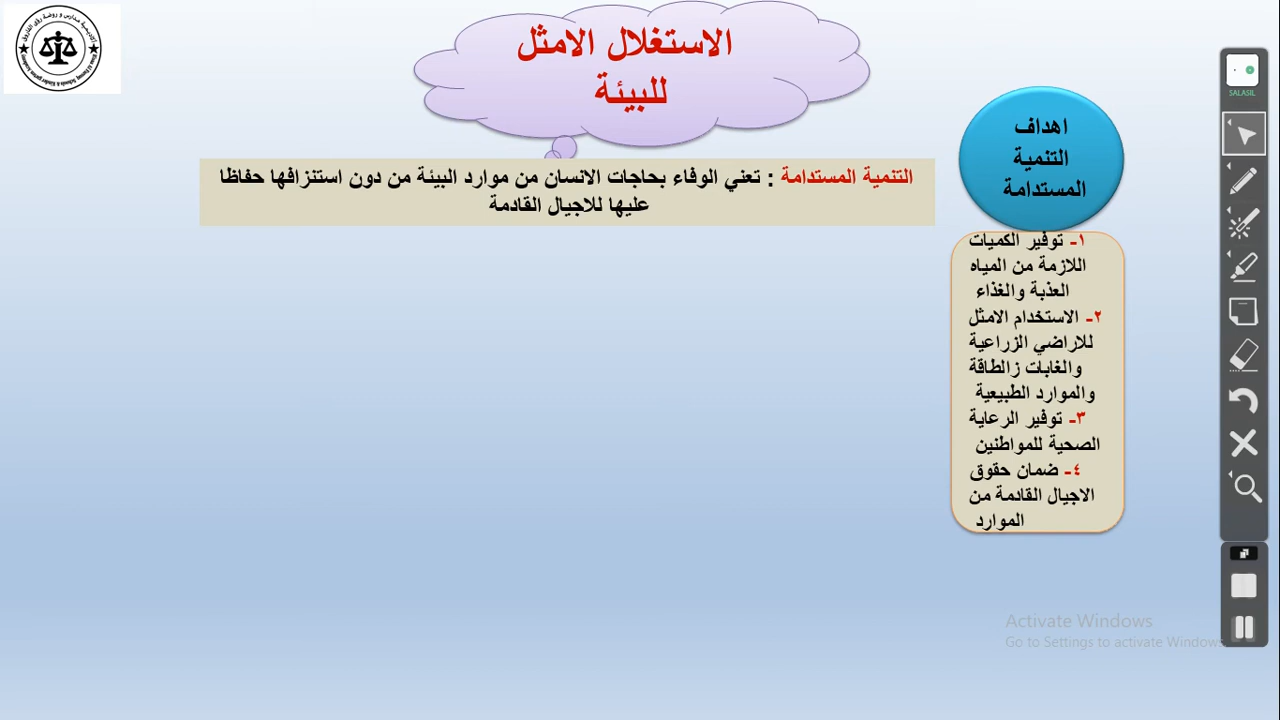 الاستغلال الامثل
للبيئة
اهداف
التنمية
المستدامة
التنمية المستدامة : تعني الوفاء بحاجات الانسان من موارد البيئة من دون استنزافها حفاظا
عليها للاجيال القادمة
١- توفير الكميات
اللازمة من المياه
العذبة والغذاء
٢- الاستخدام الامثل
للاراضي الزراعية
والغابات زالطاقة
والموارد الطبيعية
٣- توفير الرعاية
الصحية للمواطنين
٤- ضمان حقوق
الاجيال القادمة من
الموارد
SALASIL
Activate Windows
Go to Settings to activate Windows